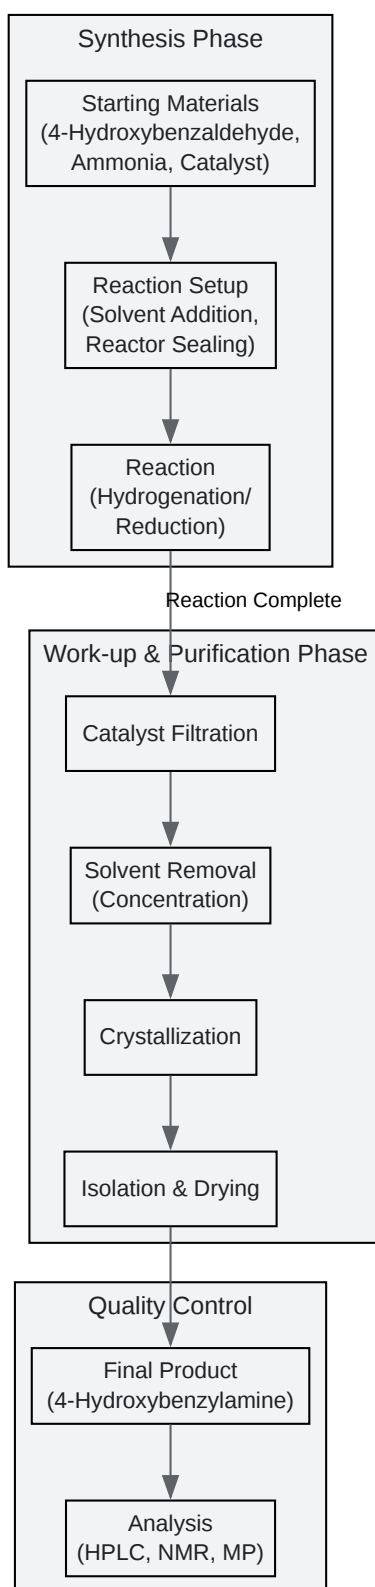 Synthesis Phase
Starting Materials
(4-Hydroxybenzaldehyde,
Ammonia, Catalyst)
Reaction Setup
(Solvent Addition,
Reactor Sealing)
Reaction
(Hydrogenation/
Reduction)
Reaction Complete
Work-up & Purification Phase
Catalyst Filtration
Solvent Removal
(Concentration)
Crystallization
Isolation & Drying
Quality Control
Final Product
(4-Hydroxybenzylamine)
Analysis
(HPLC, NMR, MP)